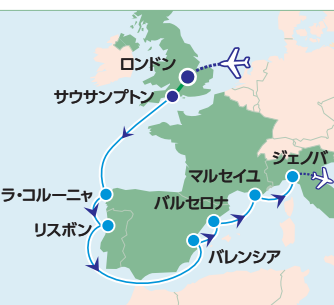 ロンドン
サウサンプトン
ジェノバ
マルセイユ
ラ・コルーニャ
バルセロナ
リスボン
バレンシア